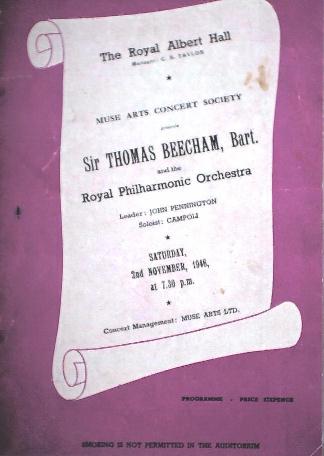 The Royal Albert Hall
Manager: C. S. TAYLOR
★
MUSE ARTS CONCERT SOCIETY
presents
Sir THOMAS BEECHAM, Bart.
and the
Royal Philharmonic Orchestra
Leader: JOHN PENNINGTON
Soloist: CAMPOLI
★
SATURDAY,
2nd NOVEMBER, 1946,
at 7.30 p.m.
★
Concert Management: MUSE ARTS LTD.
PROGRAMME - PRICE SIXPENCE
SMOKING IS NOT PERMITTED IN THE AUDITORIUM